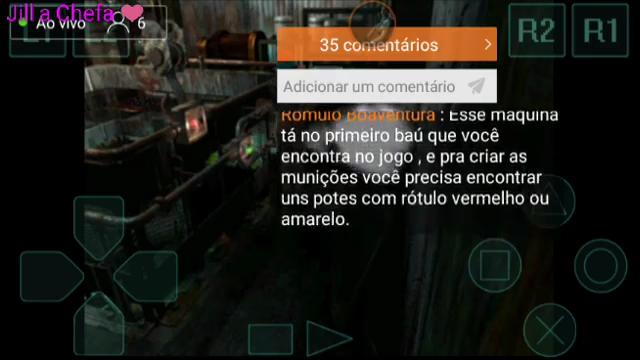 Jill a Chefa
Ao vivo 6
L1
R2
R1
35 comentários
Adicionar um comentário
Romulo Boaventura : Esse maquina
tá no primeiro baú que você
encontra no jogo , e pra criar as
munições você precisa encontrar
uns potes com rótulo vermelho ou
amarelo.